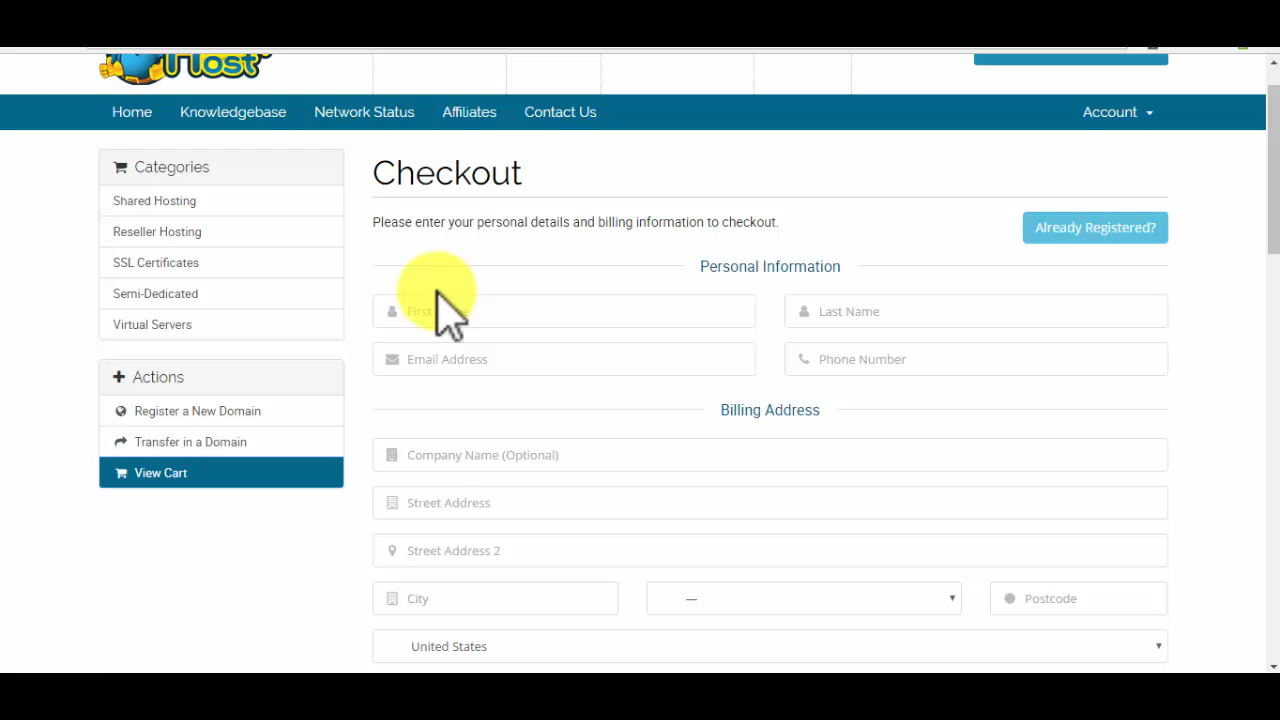 Host
Home Knowledgebase Network Status Affiliates Contact Us Account
Categories
Shared Hosting
Reseller Hosting
SSL Certificates
Semi-Dedicated
Virtual Servers
Actions
Register a New Domain
Transfer in a Domain
View Cart
Checkout
Please enter your personal details and billing information to checkout.
Already Registered?
Personal Information
First
Last Name
Email Address
Phone Number
Billing Address
Company Name (Optional)
Street Address
Street Address 2
City
—
Postcode
United States